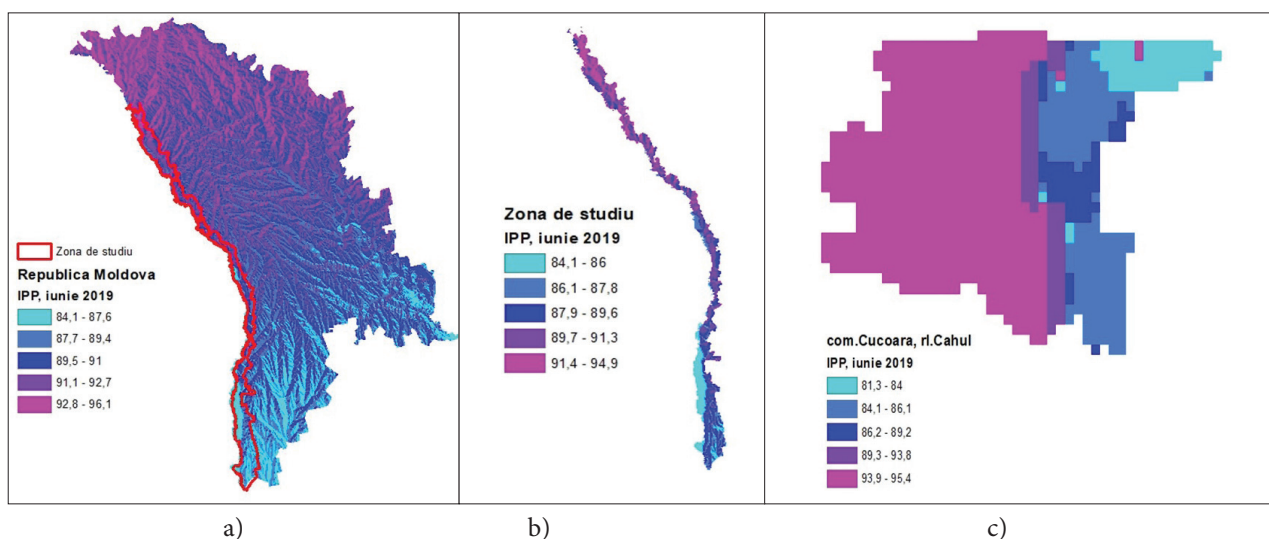 Zona de studiu
Republica Moldova
IPP, iunie 2019
84,1 - 87,6
87,7 - 89,4
89,5 - 91
91,1 - 92,7
92,8 - 96,1
Zona de studiu
IPP, iunie 2019
84,1 - 86
86,1 - 87,8
87,9 - 89,6
89,7 - 91,3
91,4 - 94,9
com.Cucoara, rl.Cahul
IPP, iunie 2019
81,3 - 84
84,1 - 86,1
86,2 - 89,2
89,3 - 93,8
93,9 - 95,4
a)
b)
c)